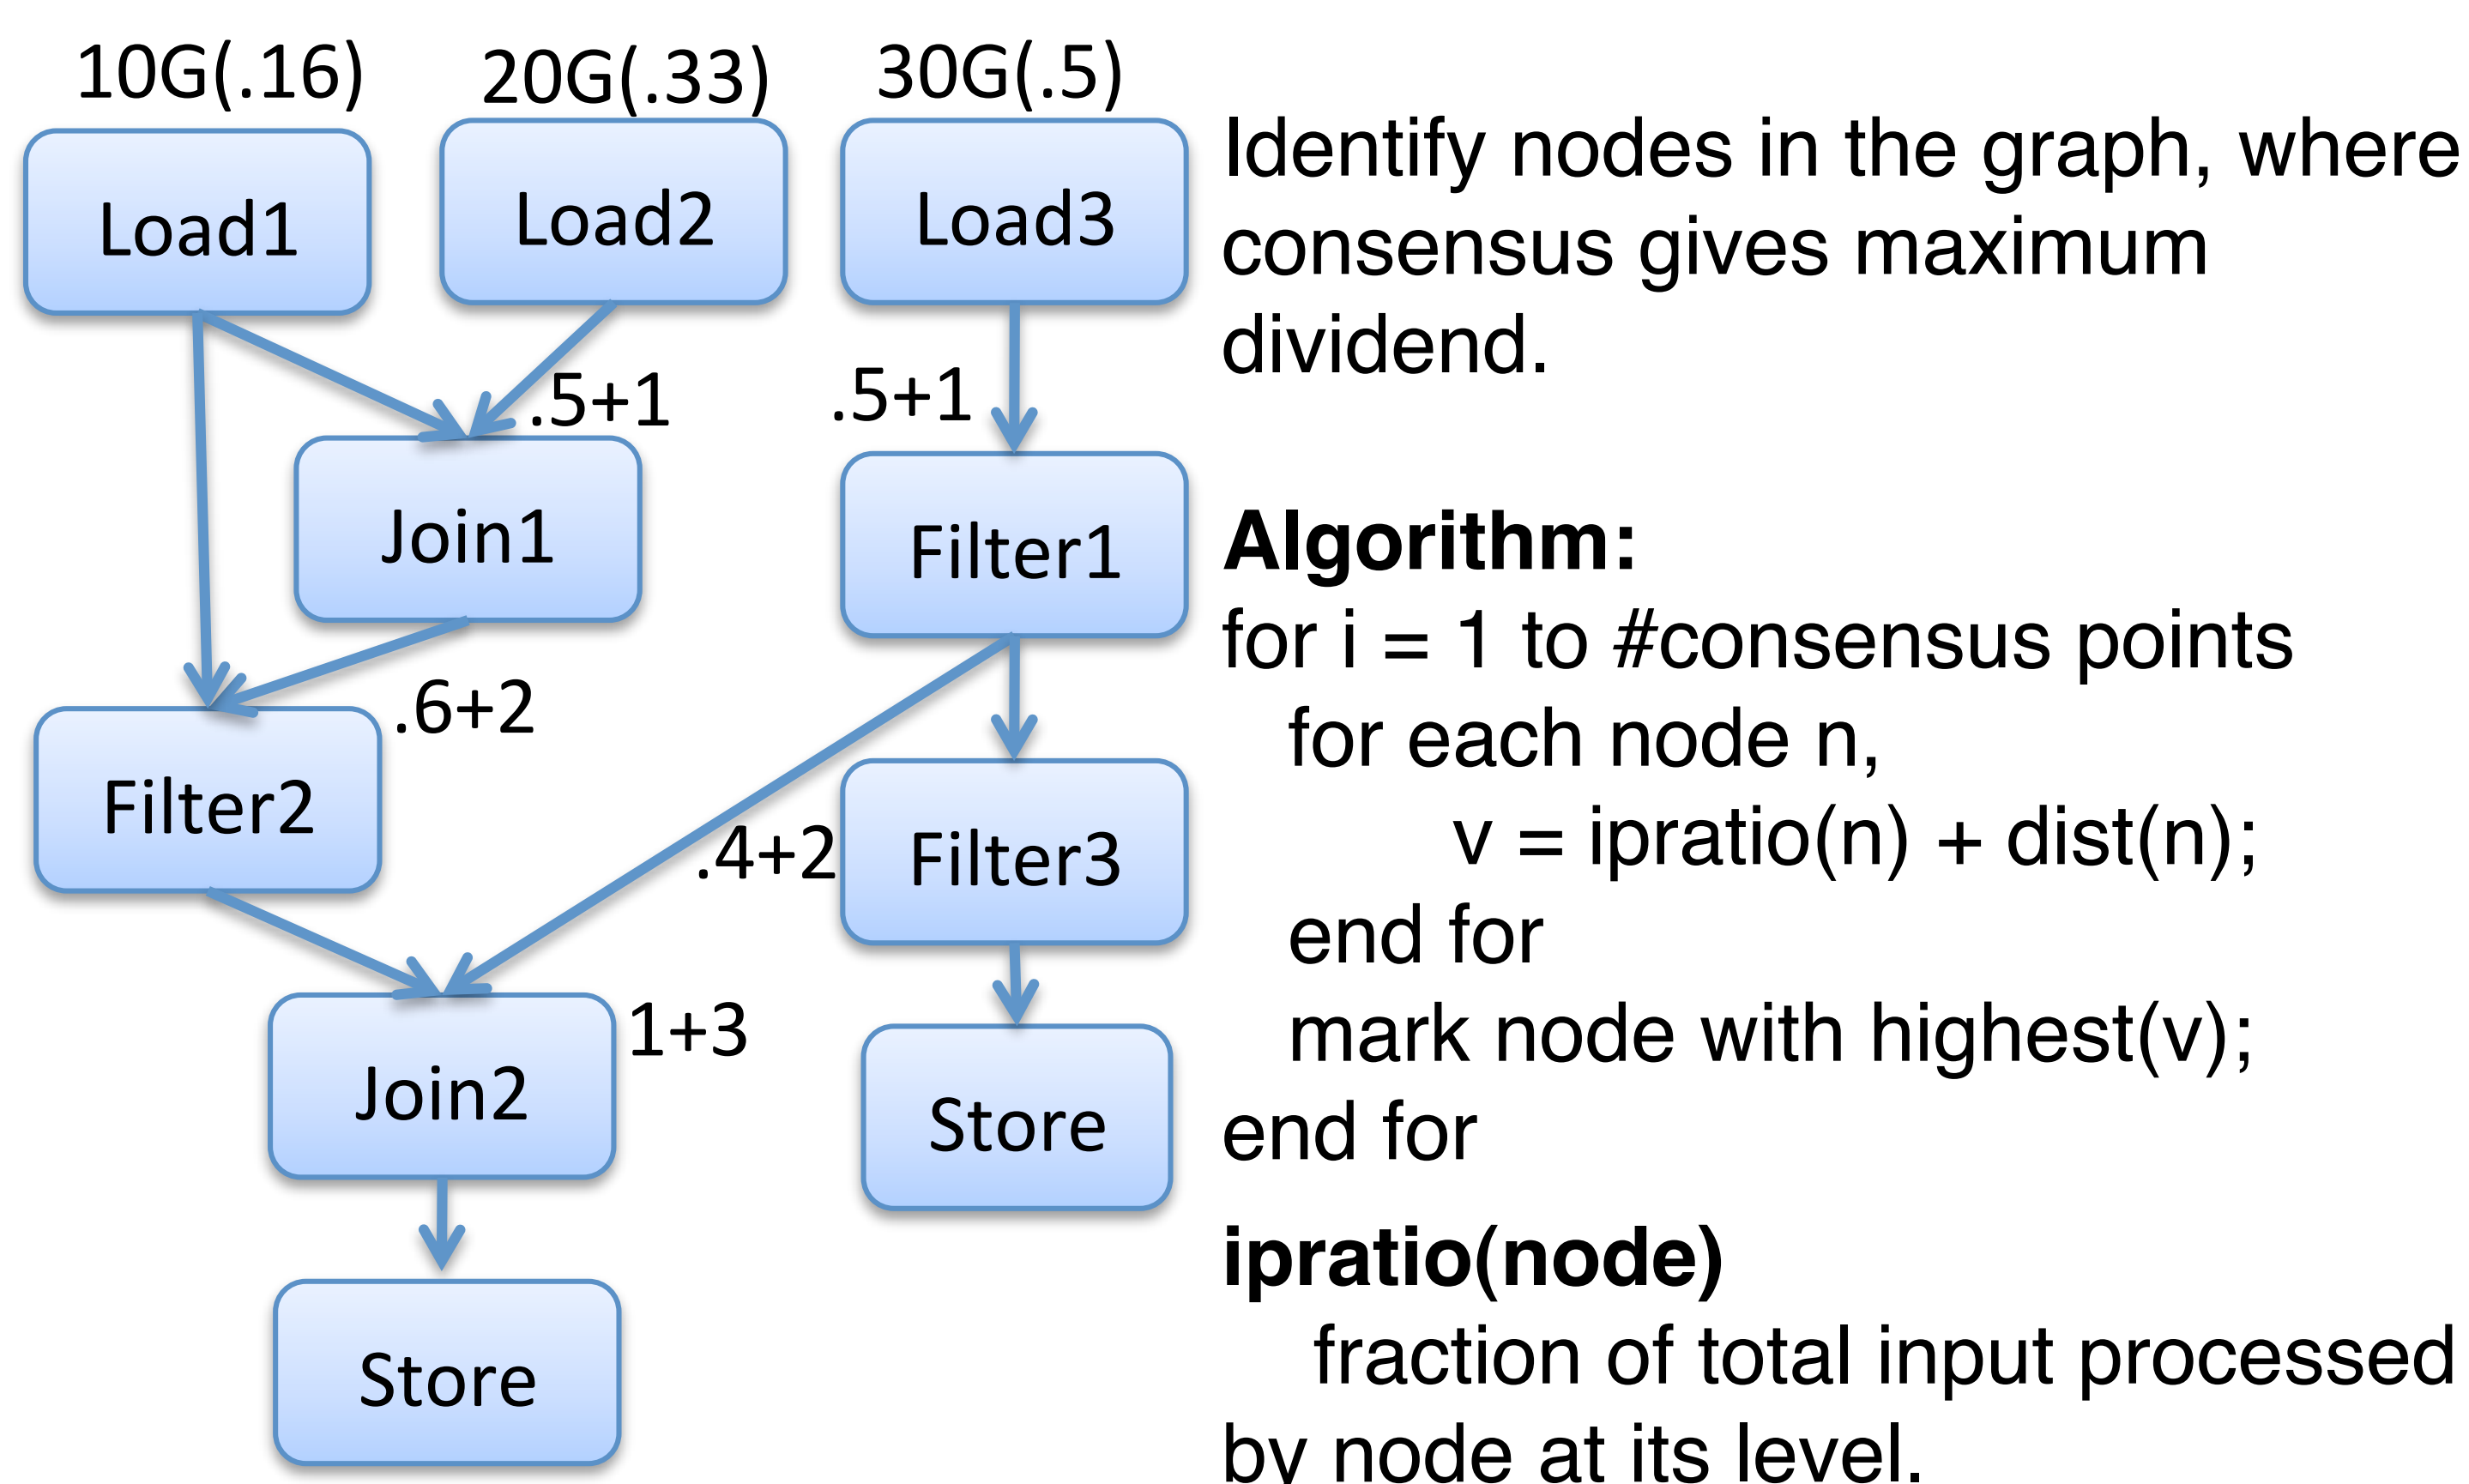 10G(.16)
20G(.33)
30G(.5)
Load1
Load2
Load3
.5+1
.5+1
Join1
Filter1
.6+2
Filter2
.4+2
Filter3
Join2
1+3
Store
Store
Identify nodes in the graph, where
consensus gives maximum
dividend.
Algorithm:
for i = 1 to #consensus points
for each node n,
v = ipratio(n) + dist(n);
end for
mark node with highest(v);
end for
ipratio(node)
fraction of total input processed
by node at its level.